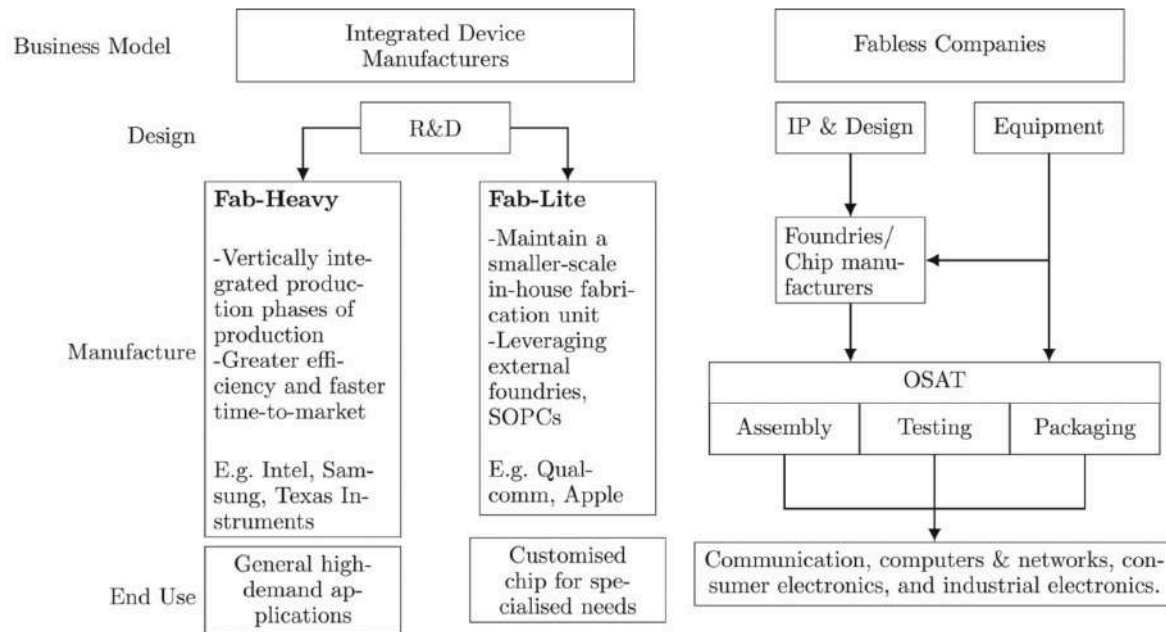 Business Model
Integrated Device
Manufacturers
Fabless Companies
Design
R&D
IP & Design
Equipment
Manufacture
Fab-Heavy
-Vertically inte-
grated produc-
tion phases of
production
-Greater effi-
ciency and faster
time-to-market
E.g. Intel, Sam-
sung, Texas In-
struments
Fab-Lite
-Maintain a
smaller-scale
in-house fabri-
cation unit
-Leveraging
external
foundries,
SOPCs
E.g. Qual-
comm, Apple
Foundries/
Chip manu-
facturers
OSAT
Assembly
Testing
Packaging
End Use
General high-
demand ap-
plications
Customised
chip for spe-
cialised needs
Communication, computers & networks, con-
sumer electronics, and industrial electronics.